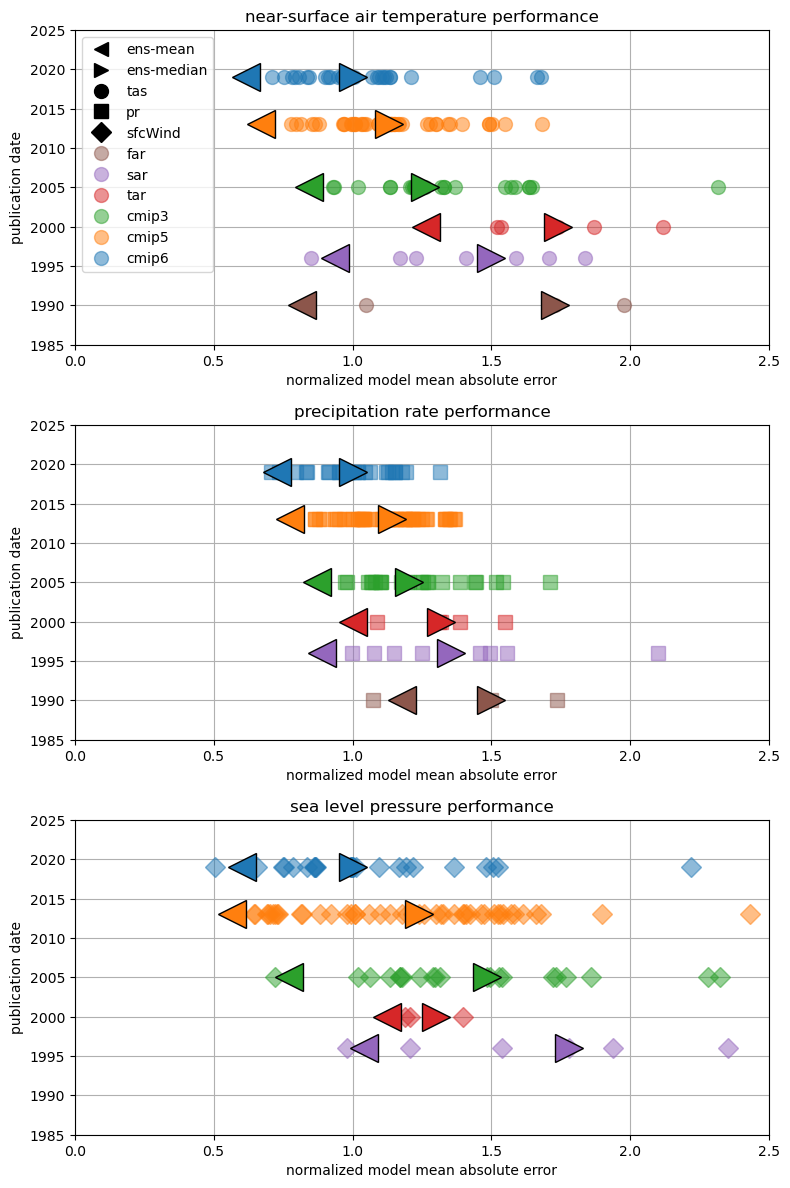 near-surface air temperature performance
2025
2020
2015
2010
2005
2000
1995
1990
1985
publication date
ens-mean
ens-median
tas
pr
sfcWind
far
sar
tar
cmip3
cmip5
cmip6
0.0 0.5 1.0 1.5 2.0 2.5
normalized model mean absolute error
precipitation rate performance
2025
2020
2015
2010
2005
2000
1995
1990
1985
publication date
0.0 0.5 1.0 1.5 2.0 2.5
normalized model mean absolute error
sea level pressure performance
2025
2020
2015
2010
2005
2000
1995
1990
1985
publication date
0.0 0.5 1.0 1.5 2.0 2.5
normalized model mean absolute error